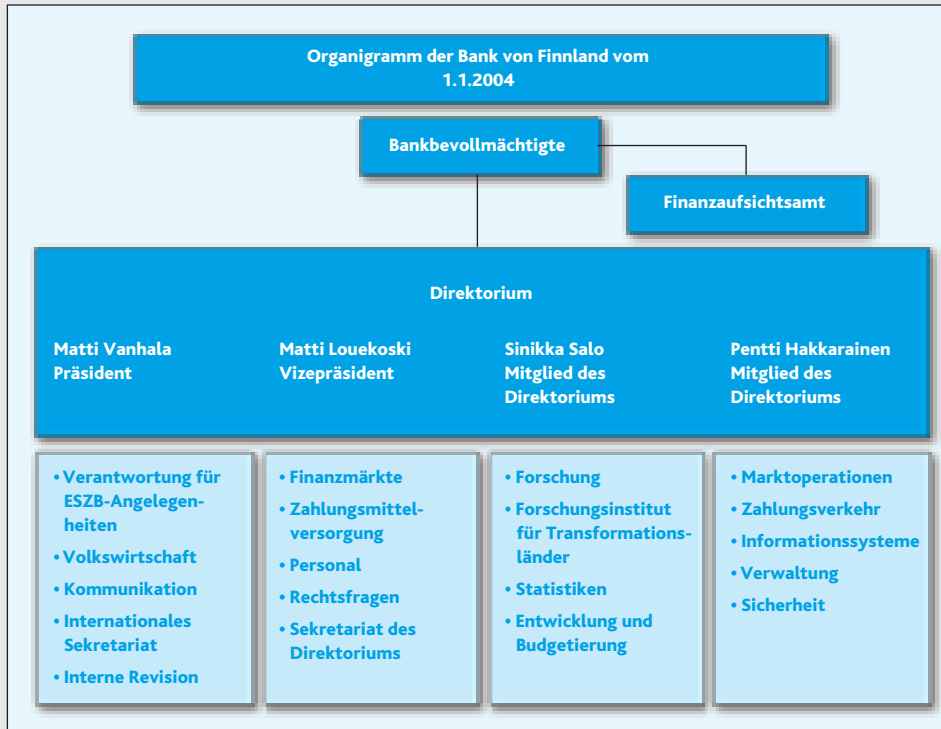 Organigramm der Bank von Finnland vom
1.1.2004
Bankbevollmächtigte
Finanzaufsichtsamt
Direktorium
Matti Vanhala
Präsident
Matti Louekoski
Vizepräsident
Sinikka Salo
Mitglied des
Direktoriums
Pentti Hakkarainen
Mitglied des
Direktoriums
• Verantwortung für
ESZB-Angelegen-
heiten
• Volkswirtschaft
• Kommunikation
• Internationales
Sekretariat
• Interne Revision
• Finanzmärkte
• Zahlungsmittel-
versorgung
• Personal
• Rechtsfragen
• Sekretariat des
Direktoriums
• Forschung
• Forschungsinstitut
für Transformations-
länder
• Statistiken
• Entwicklung und
Budgetierung
• Marktoperationen
• Zahlungsverkehr
• Informationssysteme
• Verwaltung
• Sicherheit